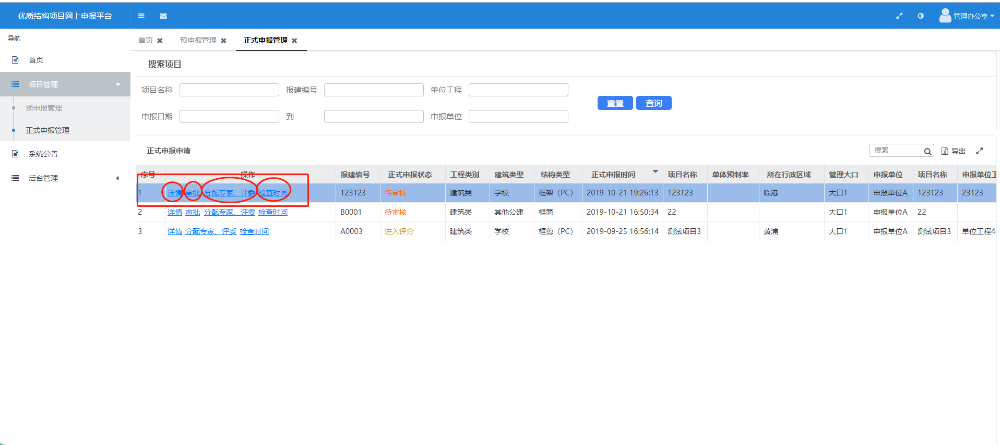 优质结构项目网上申报平台
管理办公室
导航
首页
项目管理
预申报管理
正式申报管理
系统公告
后台管理
首页 预申报管理 正式申报管理
搜索项目
项目名称 报建编号 单位工程
重置 查询
申报日期 到 申报单位
正式申报申请
搜索 导出
序号 操作 报建编号 正式申报状态 工程类别 建筑类型 结构类型 正式申报时间 项目名称 单体预制率 所在行政区域 管理大口 申报单位 项目名称 申报单位工
1 详情 审批 分配专家、评委 检查时间 123123 待审核 建筑类 学校 框架（PC） 2019-10-21 19:26:13 123123 临港 大口1 申报单位A 123123 23123
2 详情 审批 分配专家、评委 检查时间 B0001 待审核 建筑类 其他公建 框筒 2019-10-21 16:50:34 22 大口1 申报单位A 22
3 详情 分配专家、评委 检查时间 A0003 进入评分 建筑类 学校 框剪（PC） 2019-09-25 16:56:14 测试项目3 黄浦 大口1 申报单位A 测试项目3 单位工程4